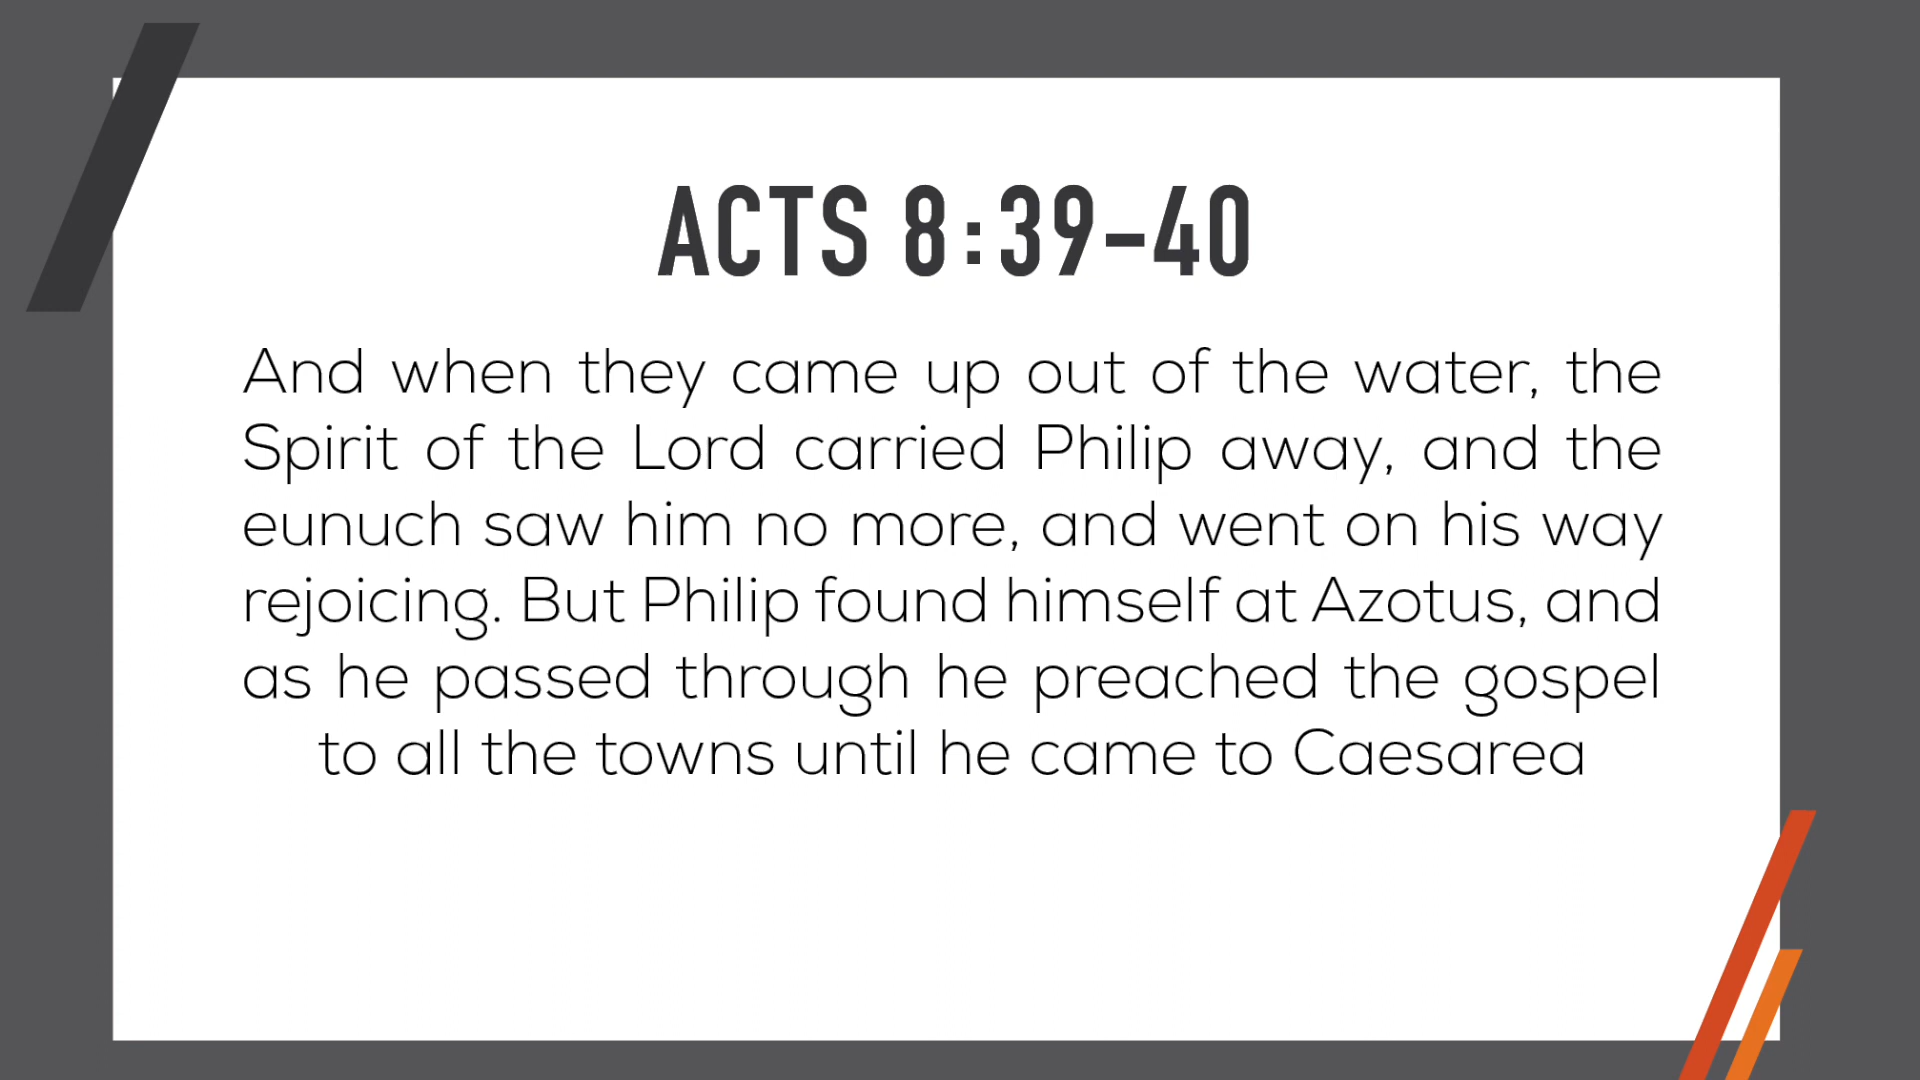 ACTS 8:39-40
And when they came up out of the water, the
Spirit of the Lord carried Philip away, and the
eunuch saw him no more, and went on his way
rejoicing. But Philip found himself at Azotus, and
as he passed through he preached the gospel
to all the towns until he came to Caesarea